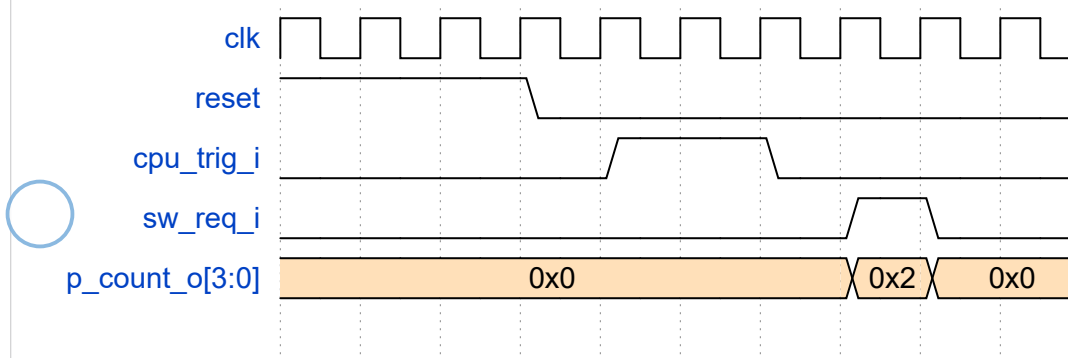 clk
reset
cpu_trig_i
sw_req_i
p_count_o[3:0] 0x0 0x2 0x0